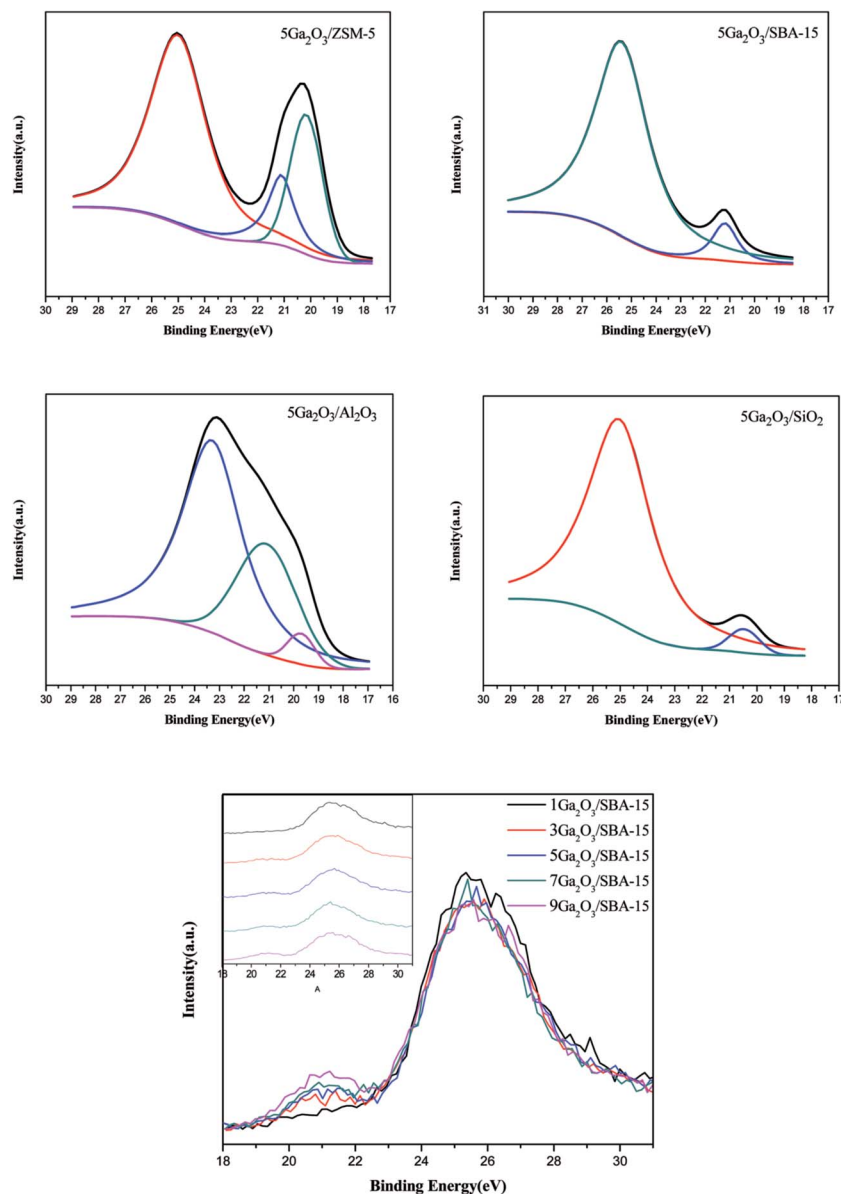 5Ga₂O₃/ZSM-5
Intensity(a.u.)
30 29 28 27 26 25 24 23 22 21 20 19 18 17
Binding Energy(eV)
5Ga₂O₃/SBA-15
Intensity(a.u.)
31 30 29 28 27 26 25 24 23 22 21 20 19 18 17
Binding Energy(eV)
5Ga₂O₃/Al₂O₃
Intensity(a.u.)
30 29 28 27 26 25 24 23 22 21 20 19 18 17 16
Binding Energy(eV)
5Ga₂O₃/SiO₂
Intensity(a.u.)
30 29 28 27 26 25 24 23 22 21 20 19 18 17
Binding Energy(eV)
18 20 22 24 26 28 30
A
1Ga₂O₃/SBA-15
3Ga₂O₃/SBA-15
5Ga₂O₃/SBA-15
7Ga₂O₃/SBA-15
9Ga₂O₃/SBA-15
Intensity(a.u.)
18 20 22 24 26 28 30
Binding Energy(eV)